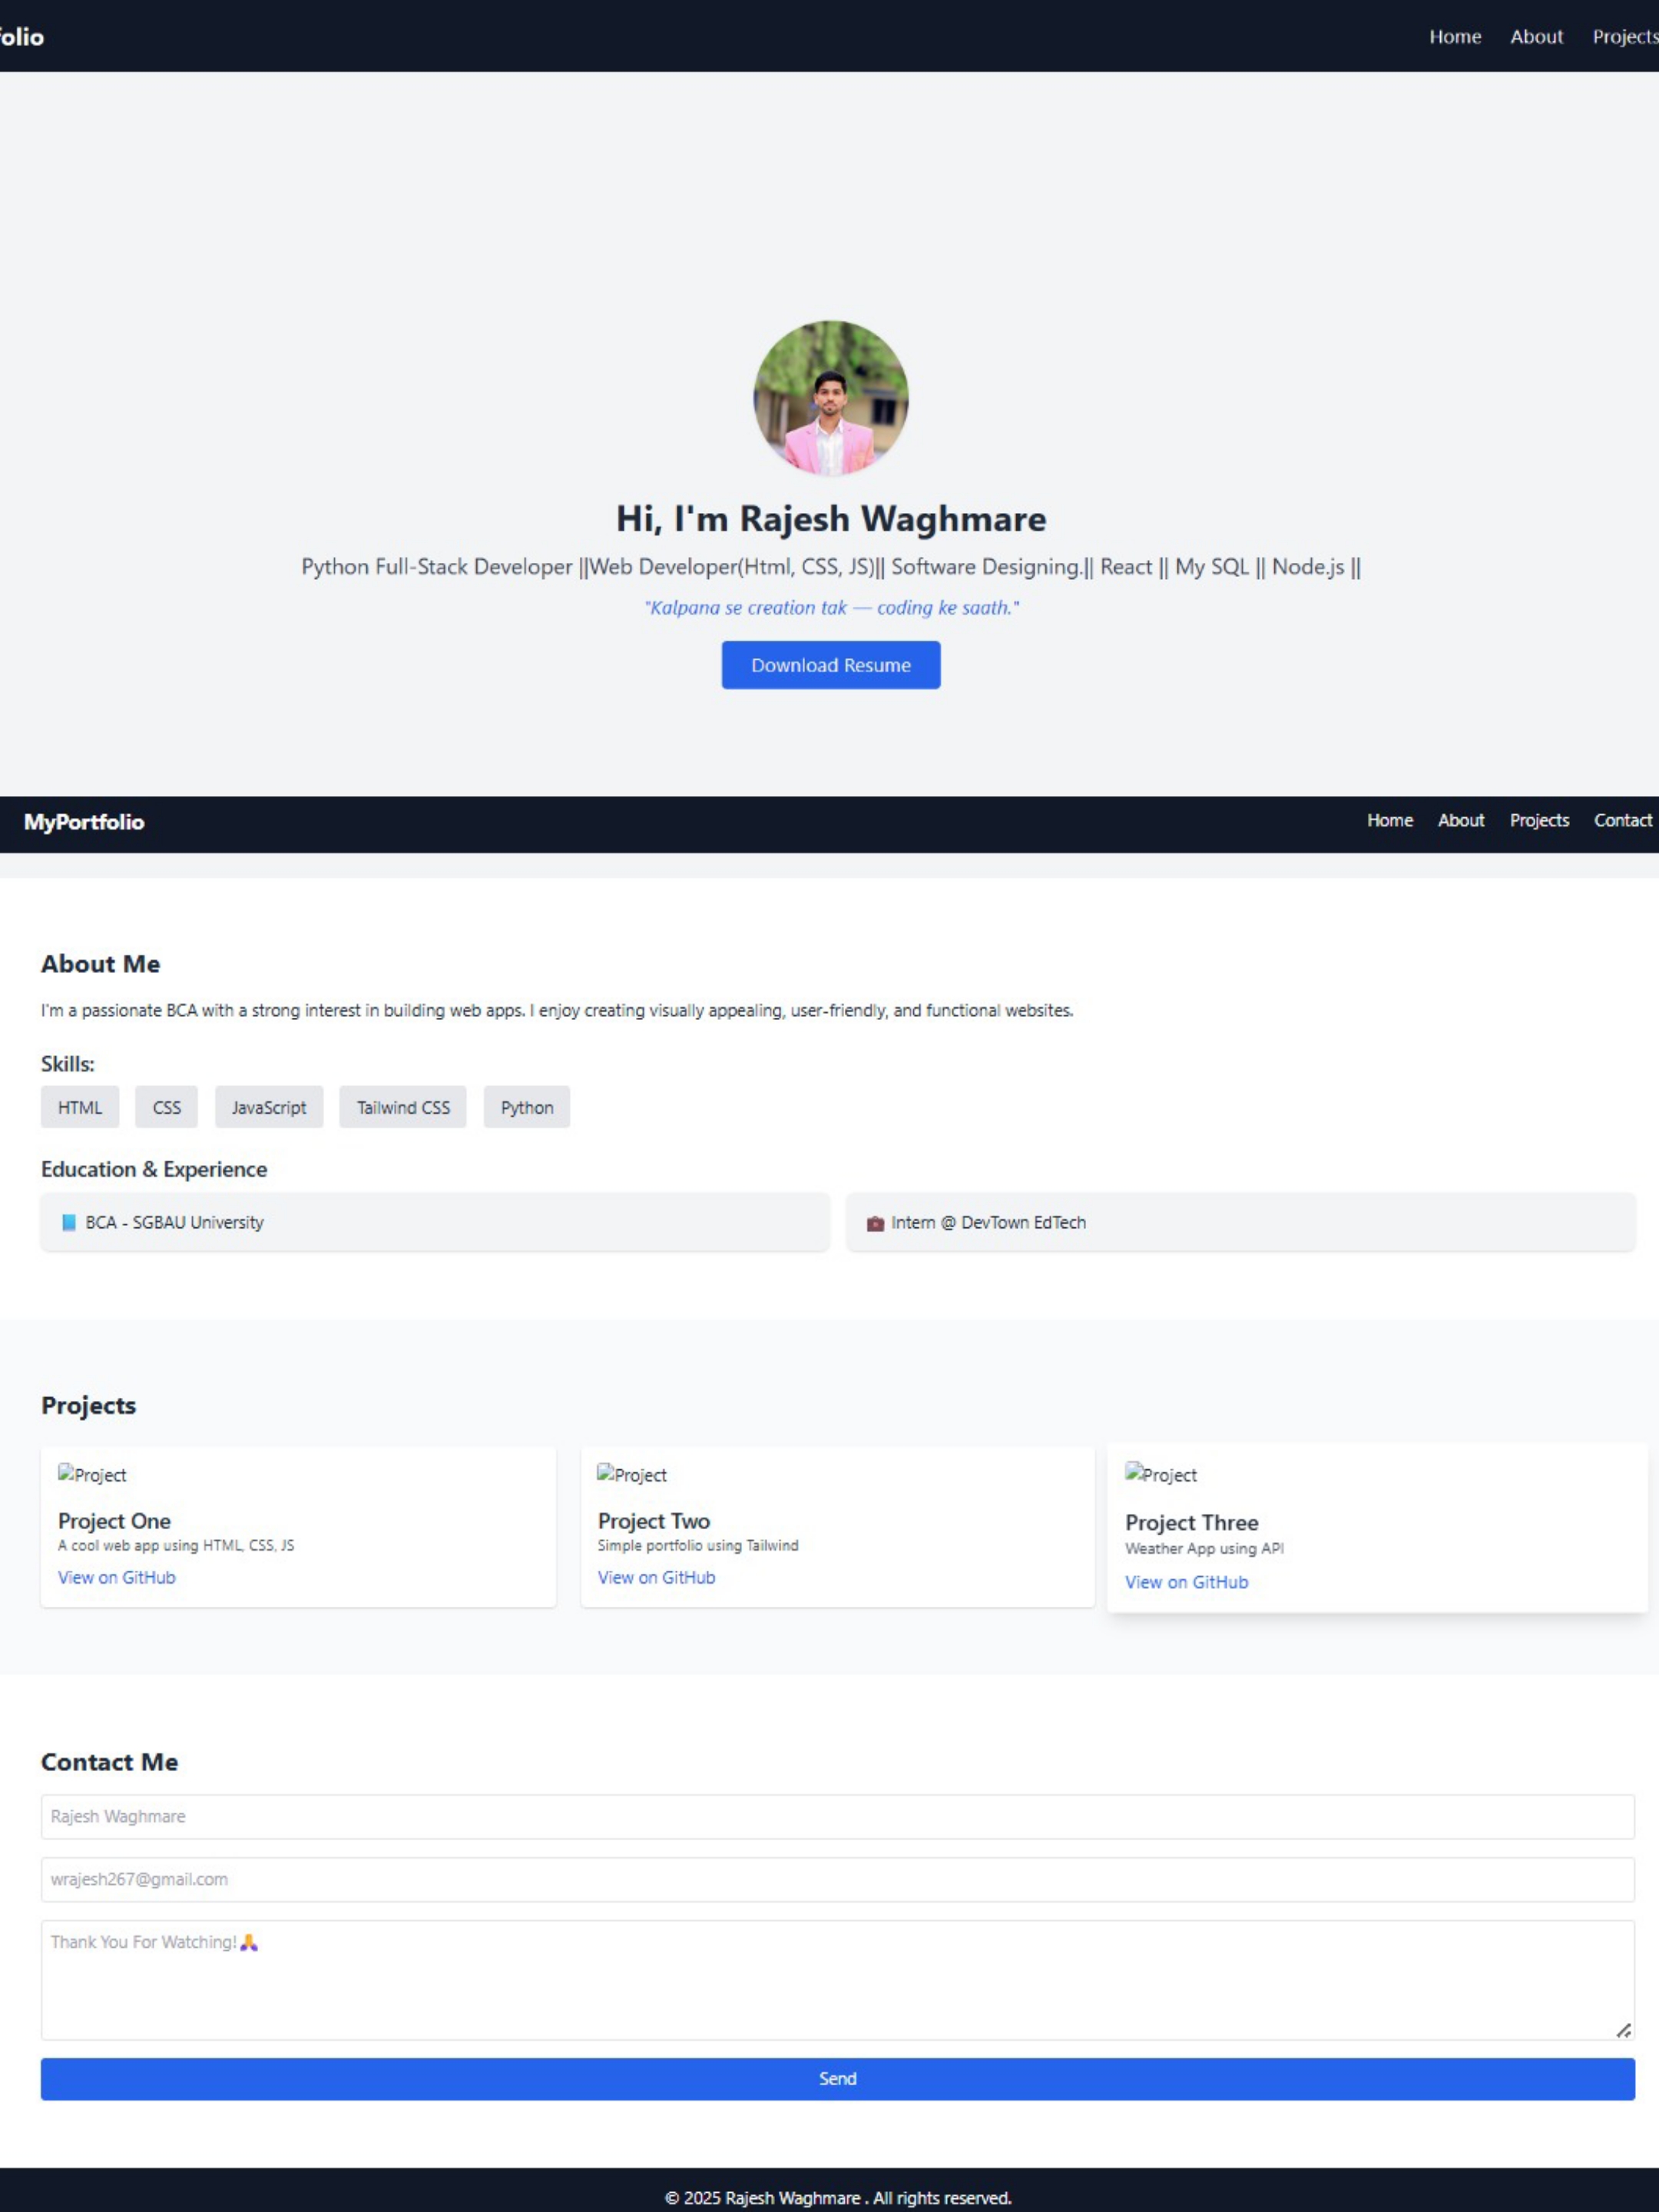 folio
Home About Projects
Hi, I'm Rajesh Waghmare
Python Full-Stack Developer ||Web Developer(Html, CSS, JS)|| Software Designing.|| React || My SQL || Node.js ||
"Kalpana se creation tak — coding ke saath."
Download Resume
MyPortfolio
Home About Projects Contact
About Me
I'm a passionate BCA with a strong interest in building web apps. I enjoy creating visually appealing, user-friendly, and functional websites.
Skills:
HTML CSS JavaScript Tailwind CSS Python
Education & Experience
📘 BCA - SGBAU University
💼 Intern @ DevTown EdTech
Projects
Project
Project One
A cool web app using HTML, CSS, JS
View on GitHub
Project
Project Two
Simple portfolio using Tailwind
View on GitHub
Project
Project Three
Weather App using API
View on GitHub
Contact Me
Rajesh Waghmare
wrajesh267@gmail.com
Thank You For Watching!🙏
Send
© 2025 Rajesh Waghmare . All rights reserved.